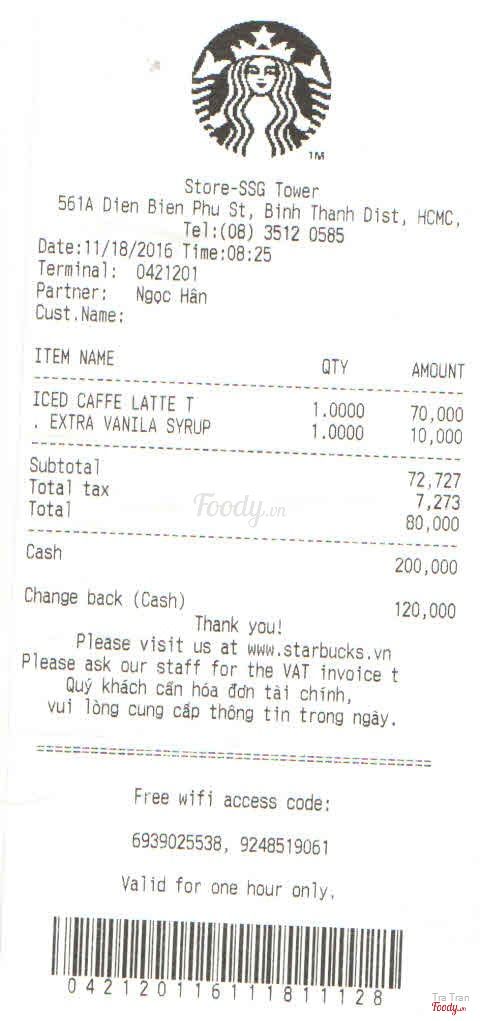 TM
Store-SSG Tower
561A Dien Bien Phu St, Binh Thanh Dist, HCMC,
Tel:(08) 3512 0585
Date:11/18/2016 Time:08:25
Terminal: 0421201
Partner: Ngọc Hân
Cust.Name:
ITEM NAME QTY AMOUNT
ICED CAFFE LATTE T 1.0000 70,000
. EXTRA VANILA SYRUP 1.0000 10,000
Subtotal 72,727
Total tax 7,273
Total 80,000
Foody.vn
Cash 200,000
Change back (Cash) 120,000
Thank you!
Please visit us at www.starbucks.vn
Please ask our staff for the VAT invoice t
Quý khách cần hóa đơn tài chính,
vui lòng cung cấp thông tin trong ngày.
Free wifi access code:
6939025538, 9248519061
Valid for one hour only.
04212011611811128
Tra Tran
Foody.vn